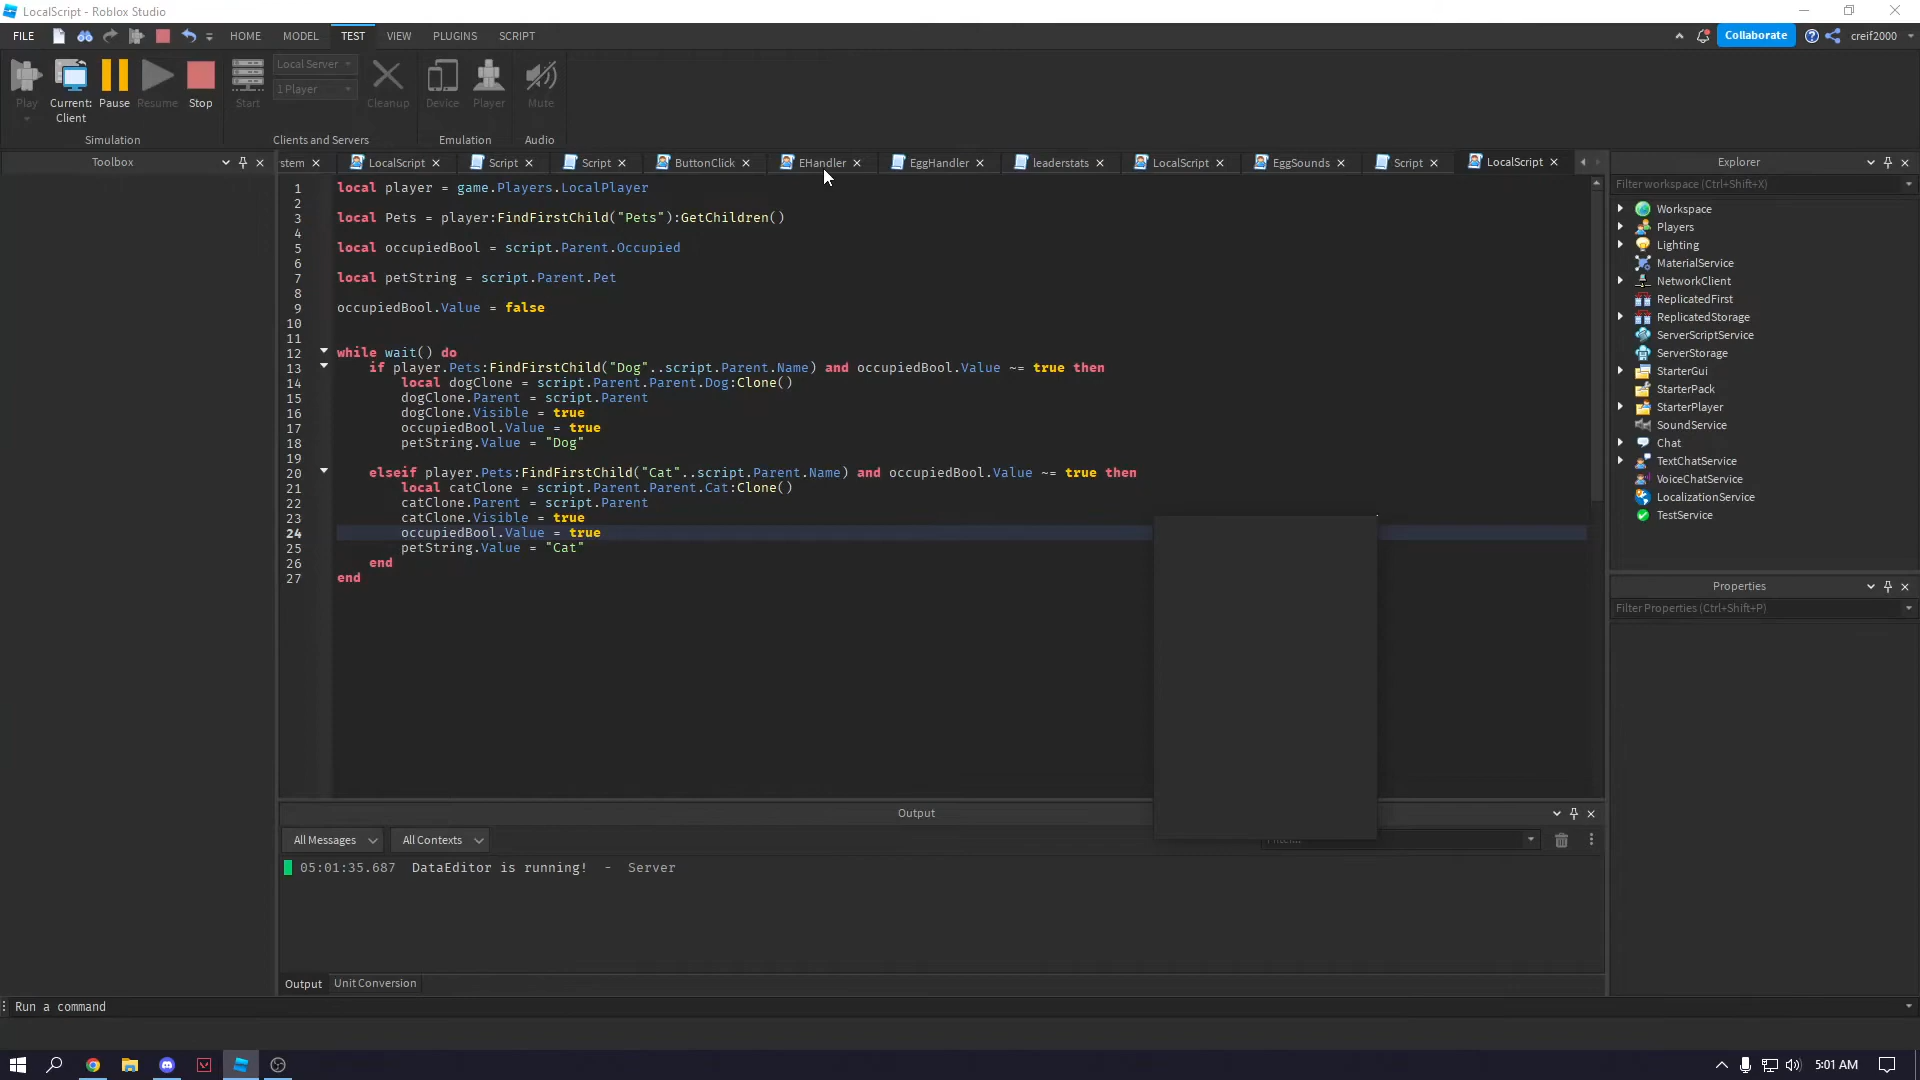 LocalScript - Roblox Studio
FILE
HOME
MODEL
TEST
VIEW
PLUGINS
SCRIPT
Collaborate
creif2000
Play
Current:
Client
Pause
Resume
Stop
Start
Local Server
1 Player
Cleanup
Device
Player
Mute
Simulation
Clients and Servers
Emulation
Audio
Toolbox
stem
LocalScript
Script
Script
ButtonClick
EHandler
EggHandler
leaderstats
LocalScript
EggSounds
Script
LocalScript
1 local player = game.Players.LocalPlayer
2
3 local Pets = player:FindFirstChild("Pets"):GetChildren()
4
5 local occupiedBool = script.Parent.Occupied
6
7 local petString = script.Parent.Pet
8
9 occupiedBool.Value = false
10
11
12 while wait() do
13 if player.Pets:FindFirstChild("Dog"..script.Parent.Name) and occupiedBool.Value ~= true then
14 local dogClone = script.Parent.Parent.Dog:Clone()
15 dogClone.Parent = script.Parent
16 dogClone.Visible = true
17 occupiedBool.Value = true
18 petString.Value = "Dog"
19
20 elseif player.Pets:FindFirstChild("Cat"..script.Parent.Name) and occupiedBool.Value ~= true then
21 local catClone = script.Parent.Parent.Cat:Clone()
22 catClone.Parent = script.Parent
23 catClone.Visible = true
24 occupiedBool.Value = true
25 petString.Value = "Cat"
26 end
27 end
Explorer
Filter workspace (Ctrl+Shift+X)
Workspace
Players
Lighting
MaterialService
NetworkClient
ReplicatedFirst
ReplicatedStorage
ServerScriptService
ServerStorage
StarterGui
StarterPack
StarterPlayer
SoundService
Chat
TextChatService
VoiceChatService
LocalizationService
TestService
Properties
Filter Properties (Ctrl+Shift+P)
Output
All Messages
All Contexts
05:01:35.687 DataEditor is running! - Server
Output
Unit Conversion
Run a command
5:01 AM